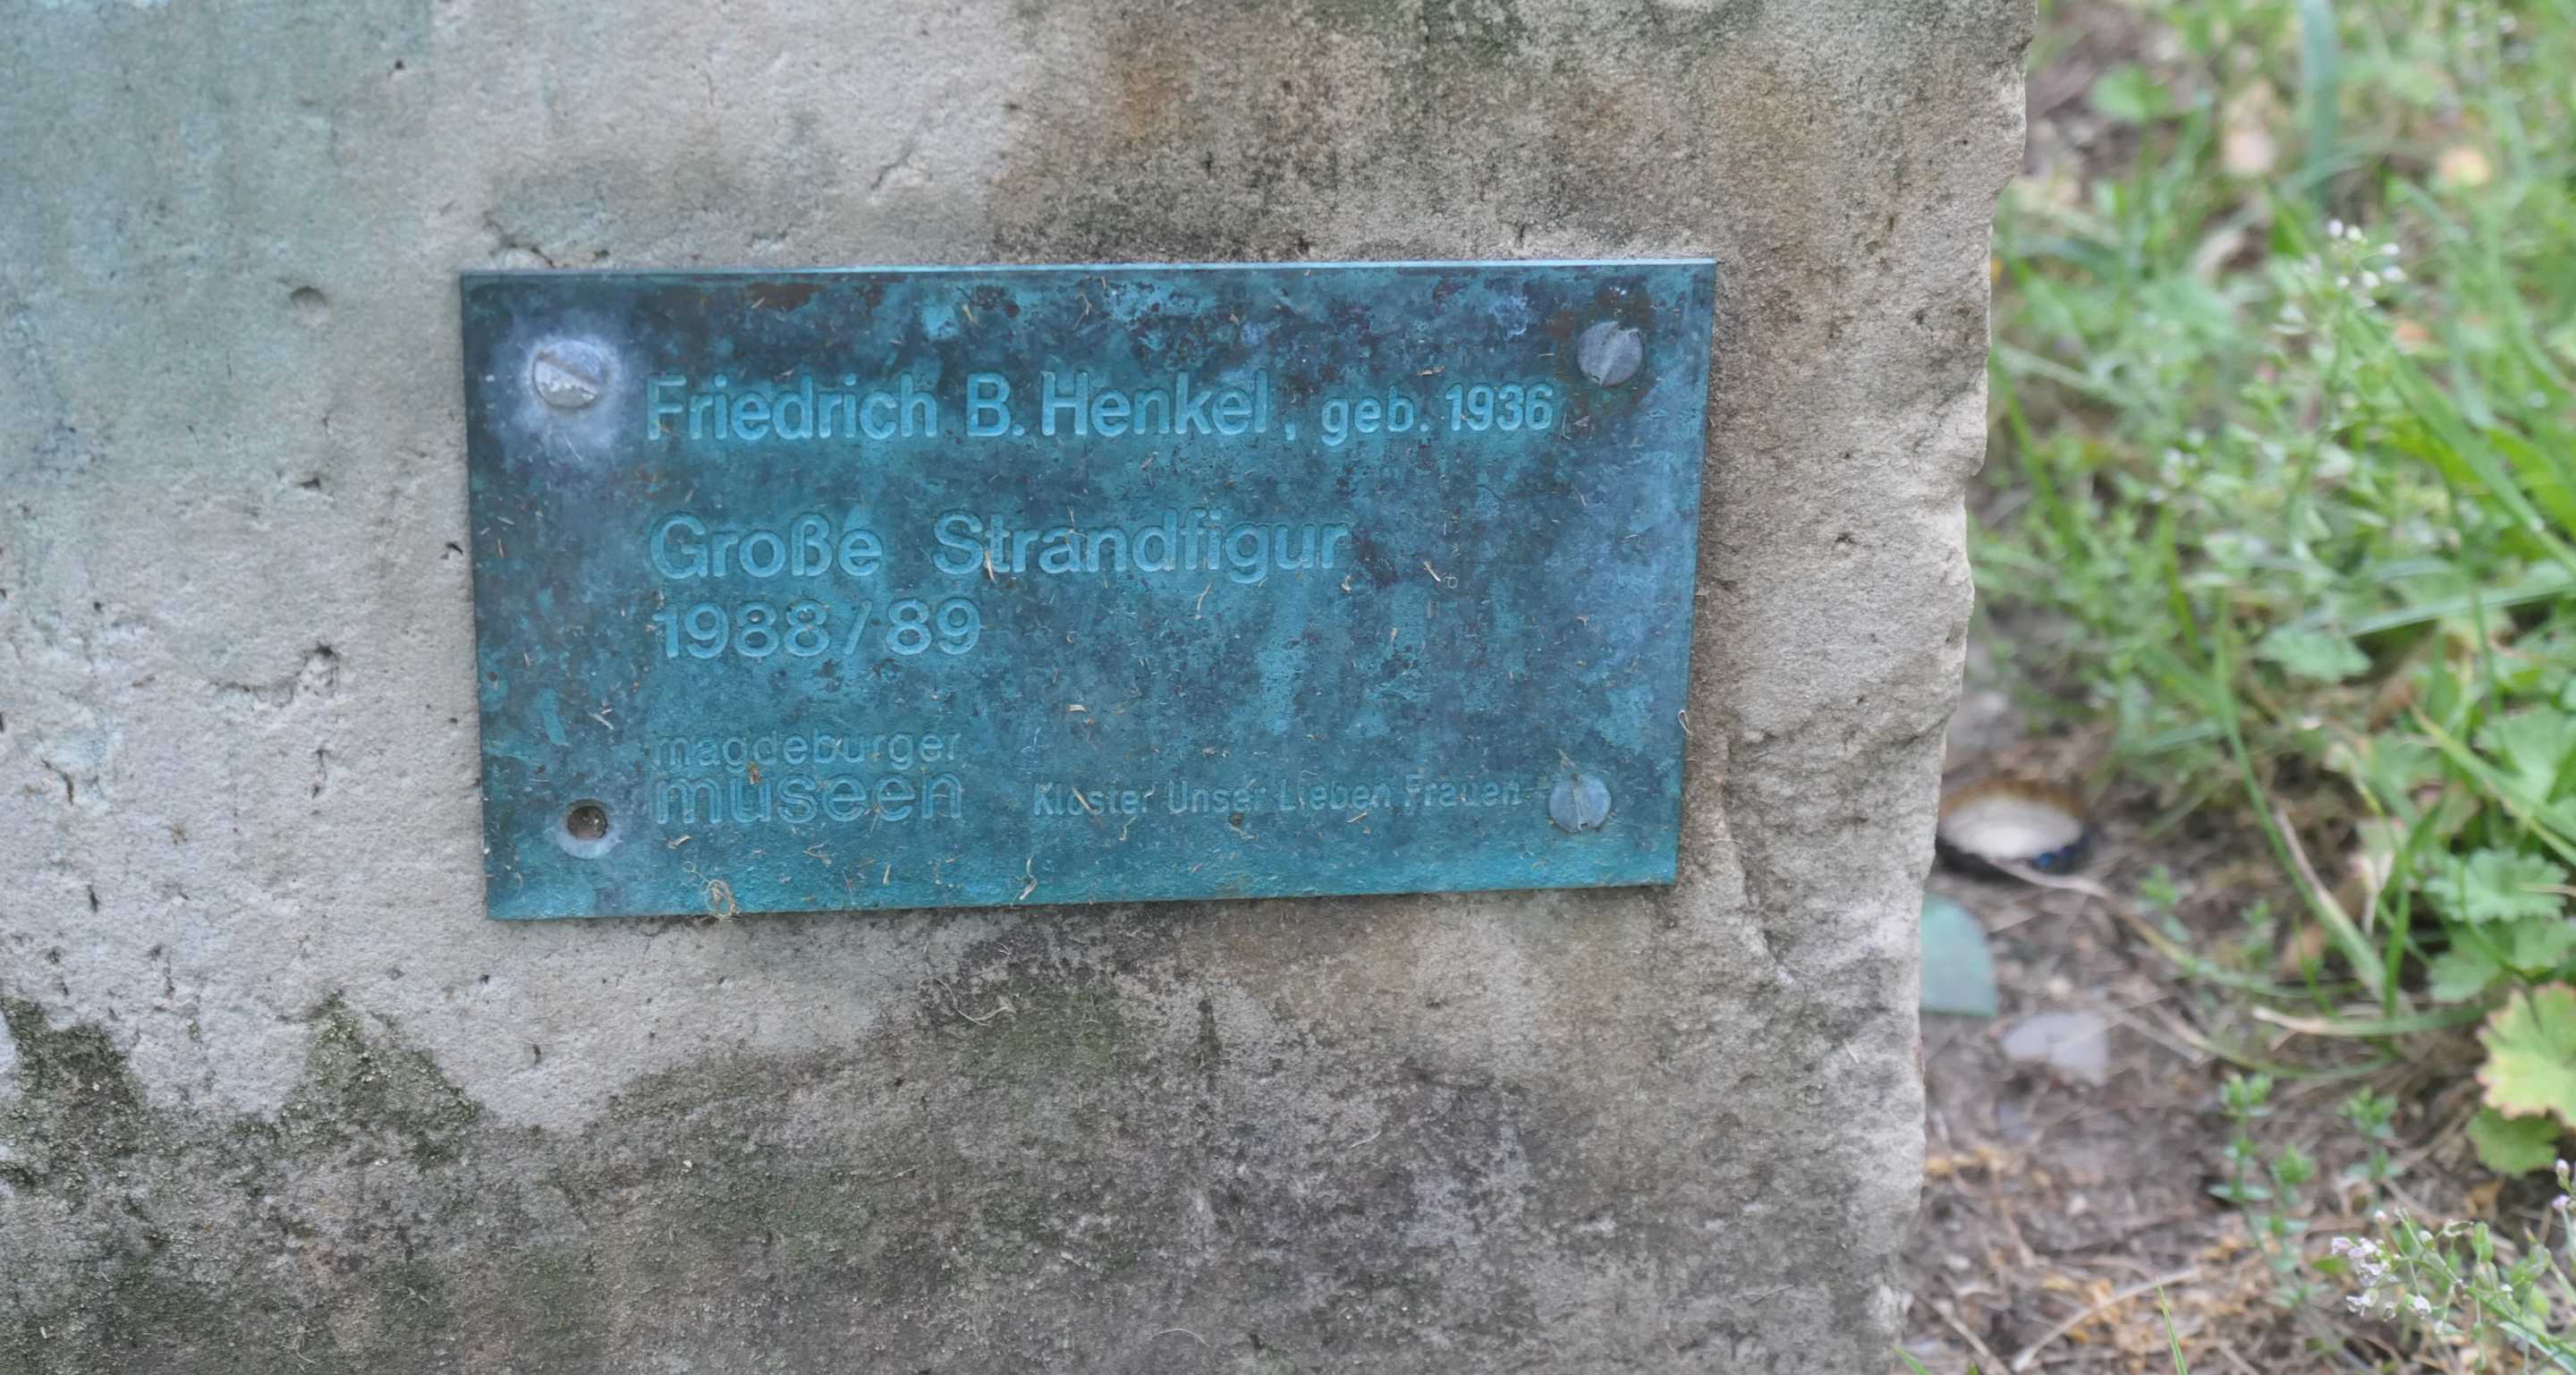 Friedrich B. Henkel, geb. 1936
Große Strandfigur
1988/89
magdeburger
museen Kloster Unser Lieben Frauen